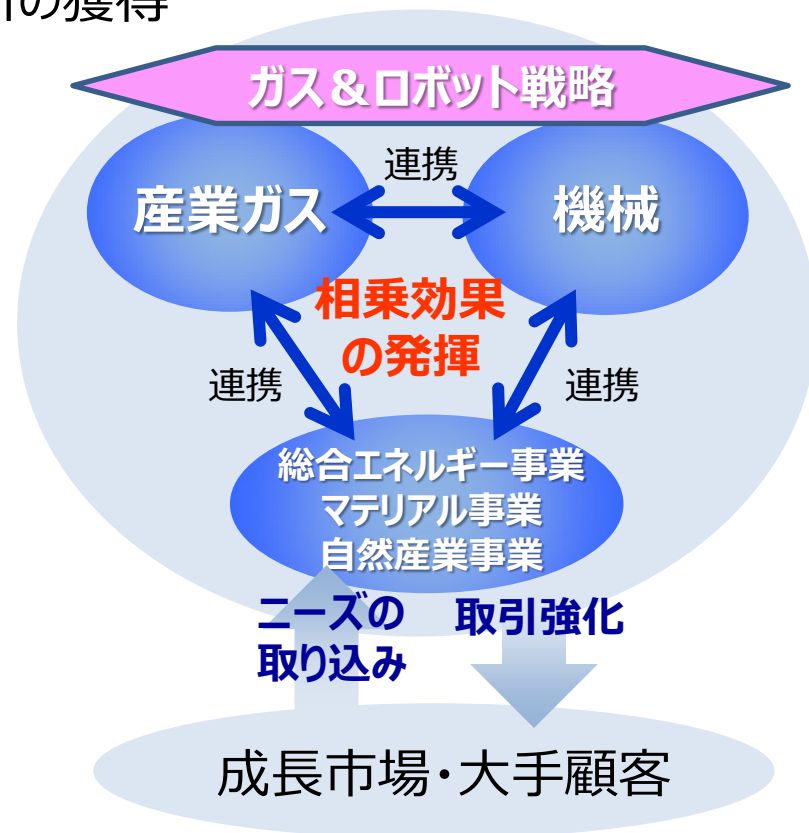 の獲得
ガス＆ロボット戦略
連携
産業ガス
機械
相乗効果
の発揮
連携
連携
総合エネルギー事業
マテリアル事業
自然産業事業
ニーズの
取り込み
取引強化
成長市場・大手顧客